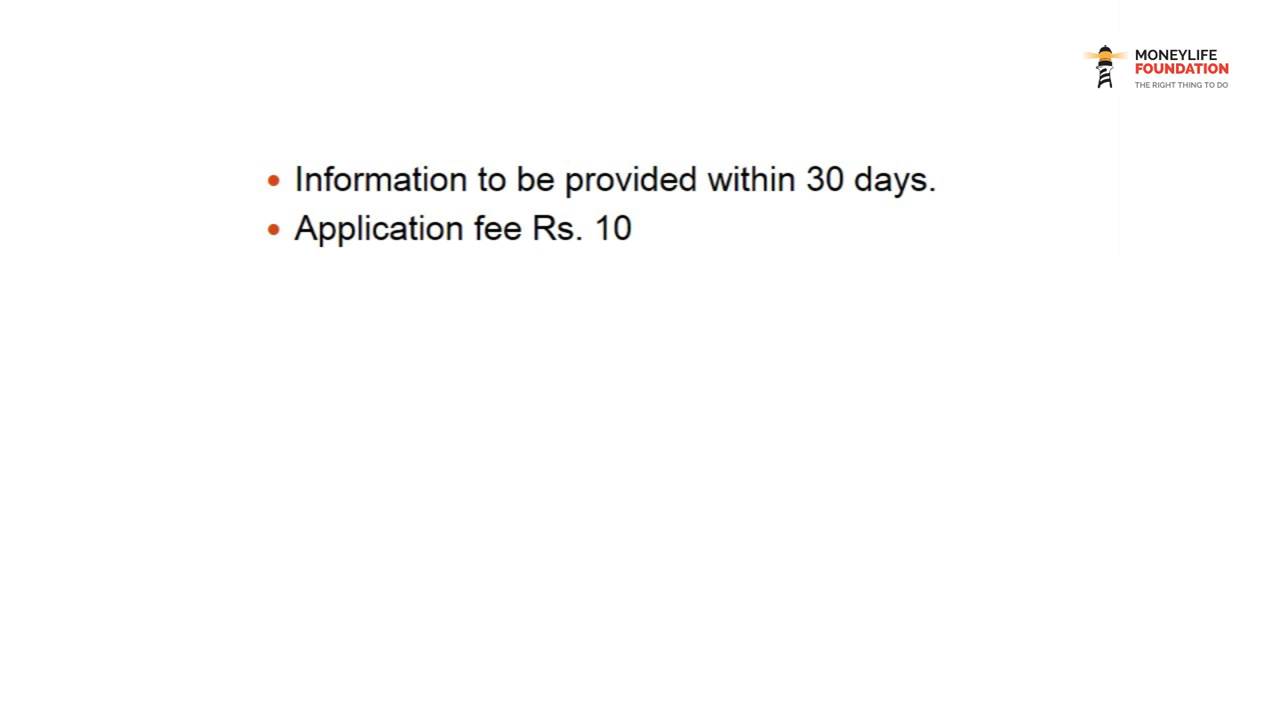 MONEYLIFE
FOUNDATION
THE RIGHT THING TO DO
• Information to be provided within 30 days.
• Application fee Rs. 10